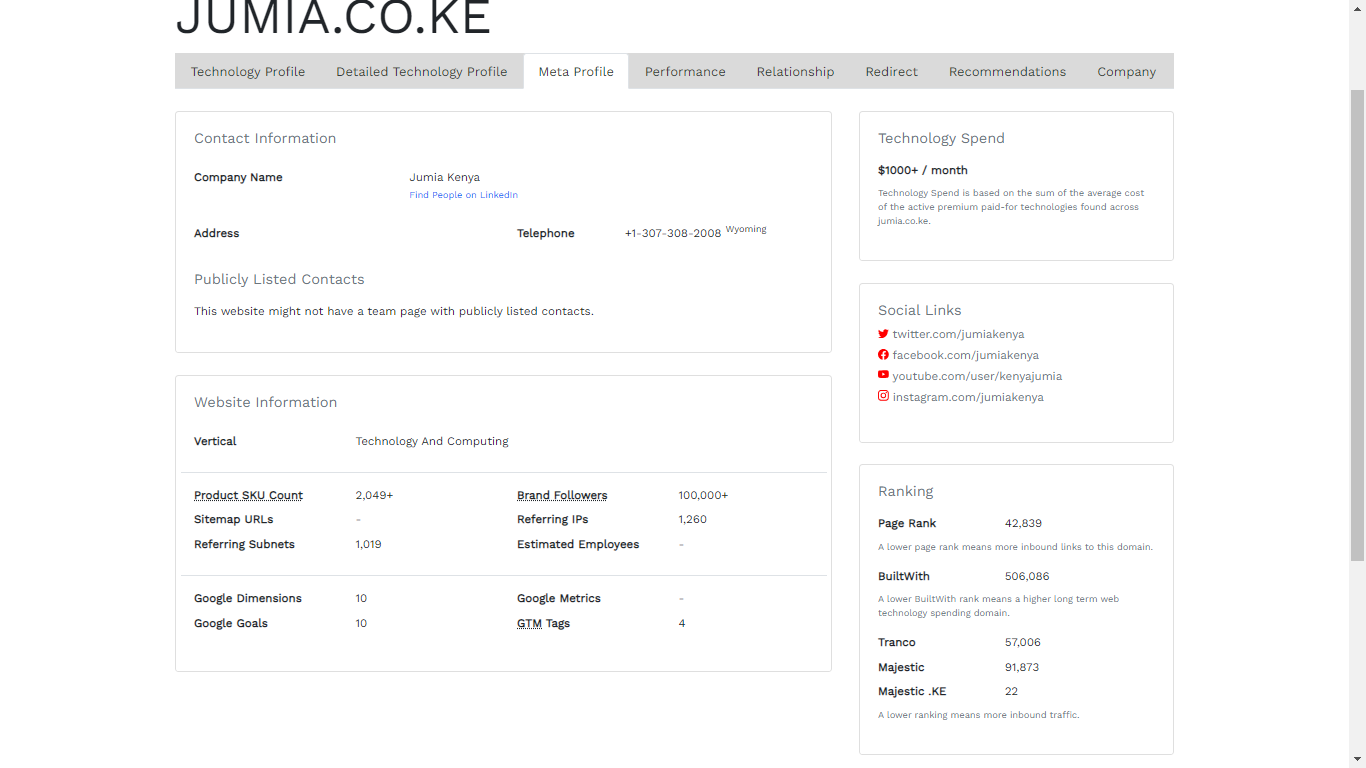 JUMIA.CO.KE
Technology Profile Detailed Technology Profile Meta Profile Performance Relationship Redirect Recommendations Company
Contact Information
Company Name Jumia Kenya
Find People on LinkedIn
Address Telephone +1-307-308-2008 Wyoming
Publicly Listed Contacts
This website might not have a team page with publicly listed contacts.
Website Information
Vertical Technology And Computing
Product SKU Count 2,049+ Brand Followers 100,000+
Sitemap URLs - Referring IPs 1,260
Referring Subnets 1,019 Estimated Employees -
Google Dimensions 10 Google Metrics -
Google Goals 10 GTM Tags 4
Technology Spend
$1000+ / month
Technology Spend is based on the sum of the average cost
of the active premium paid-for technologies found across
jumia.co.ke.
Social Links
twitter.com/jumiakenya
facebook.com/jumiakenya
youtube.com/user/kenyajumia
instagram.com/jumiakenya
Ranking
Page Rank 42,839
A lower page rank means more inbound links to this domain.
BuiltWith 506,086
A lower BuiltWith rank means a higher long term web
technology spending domain.
Tranco 57,006
Majestic 91,873
Majestic .KE 22
A lower ranking means more inbound traffic.